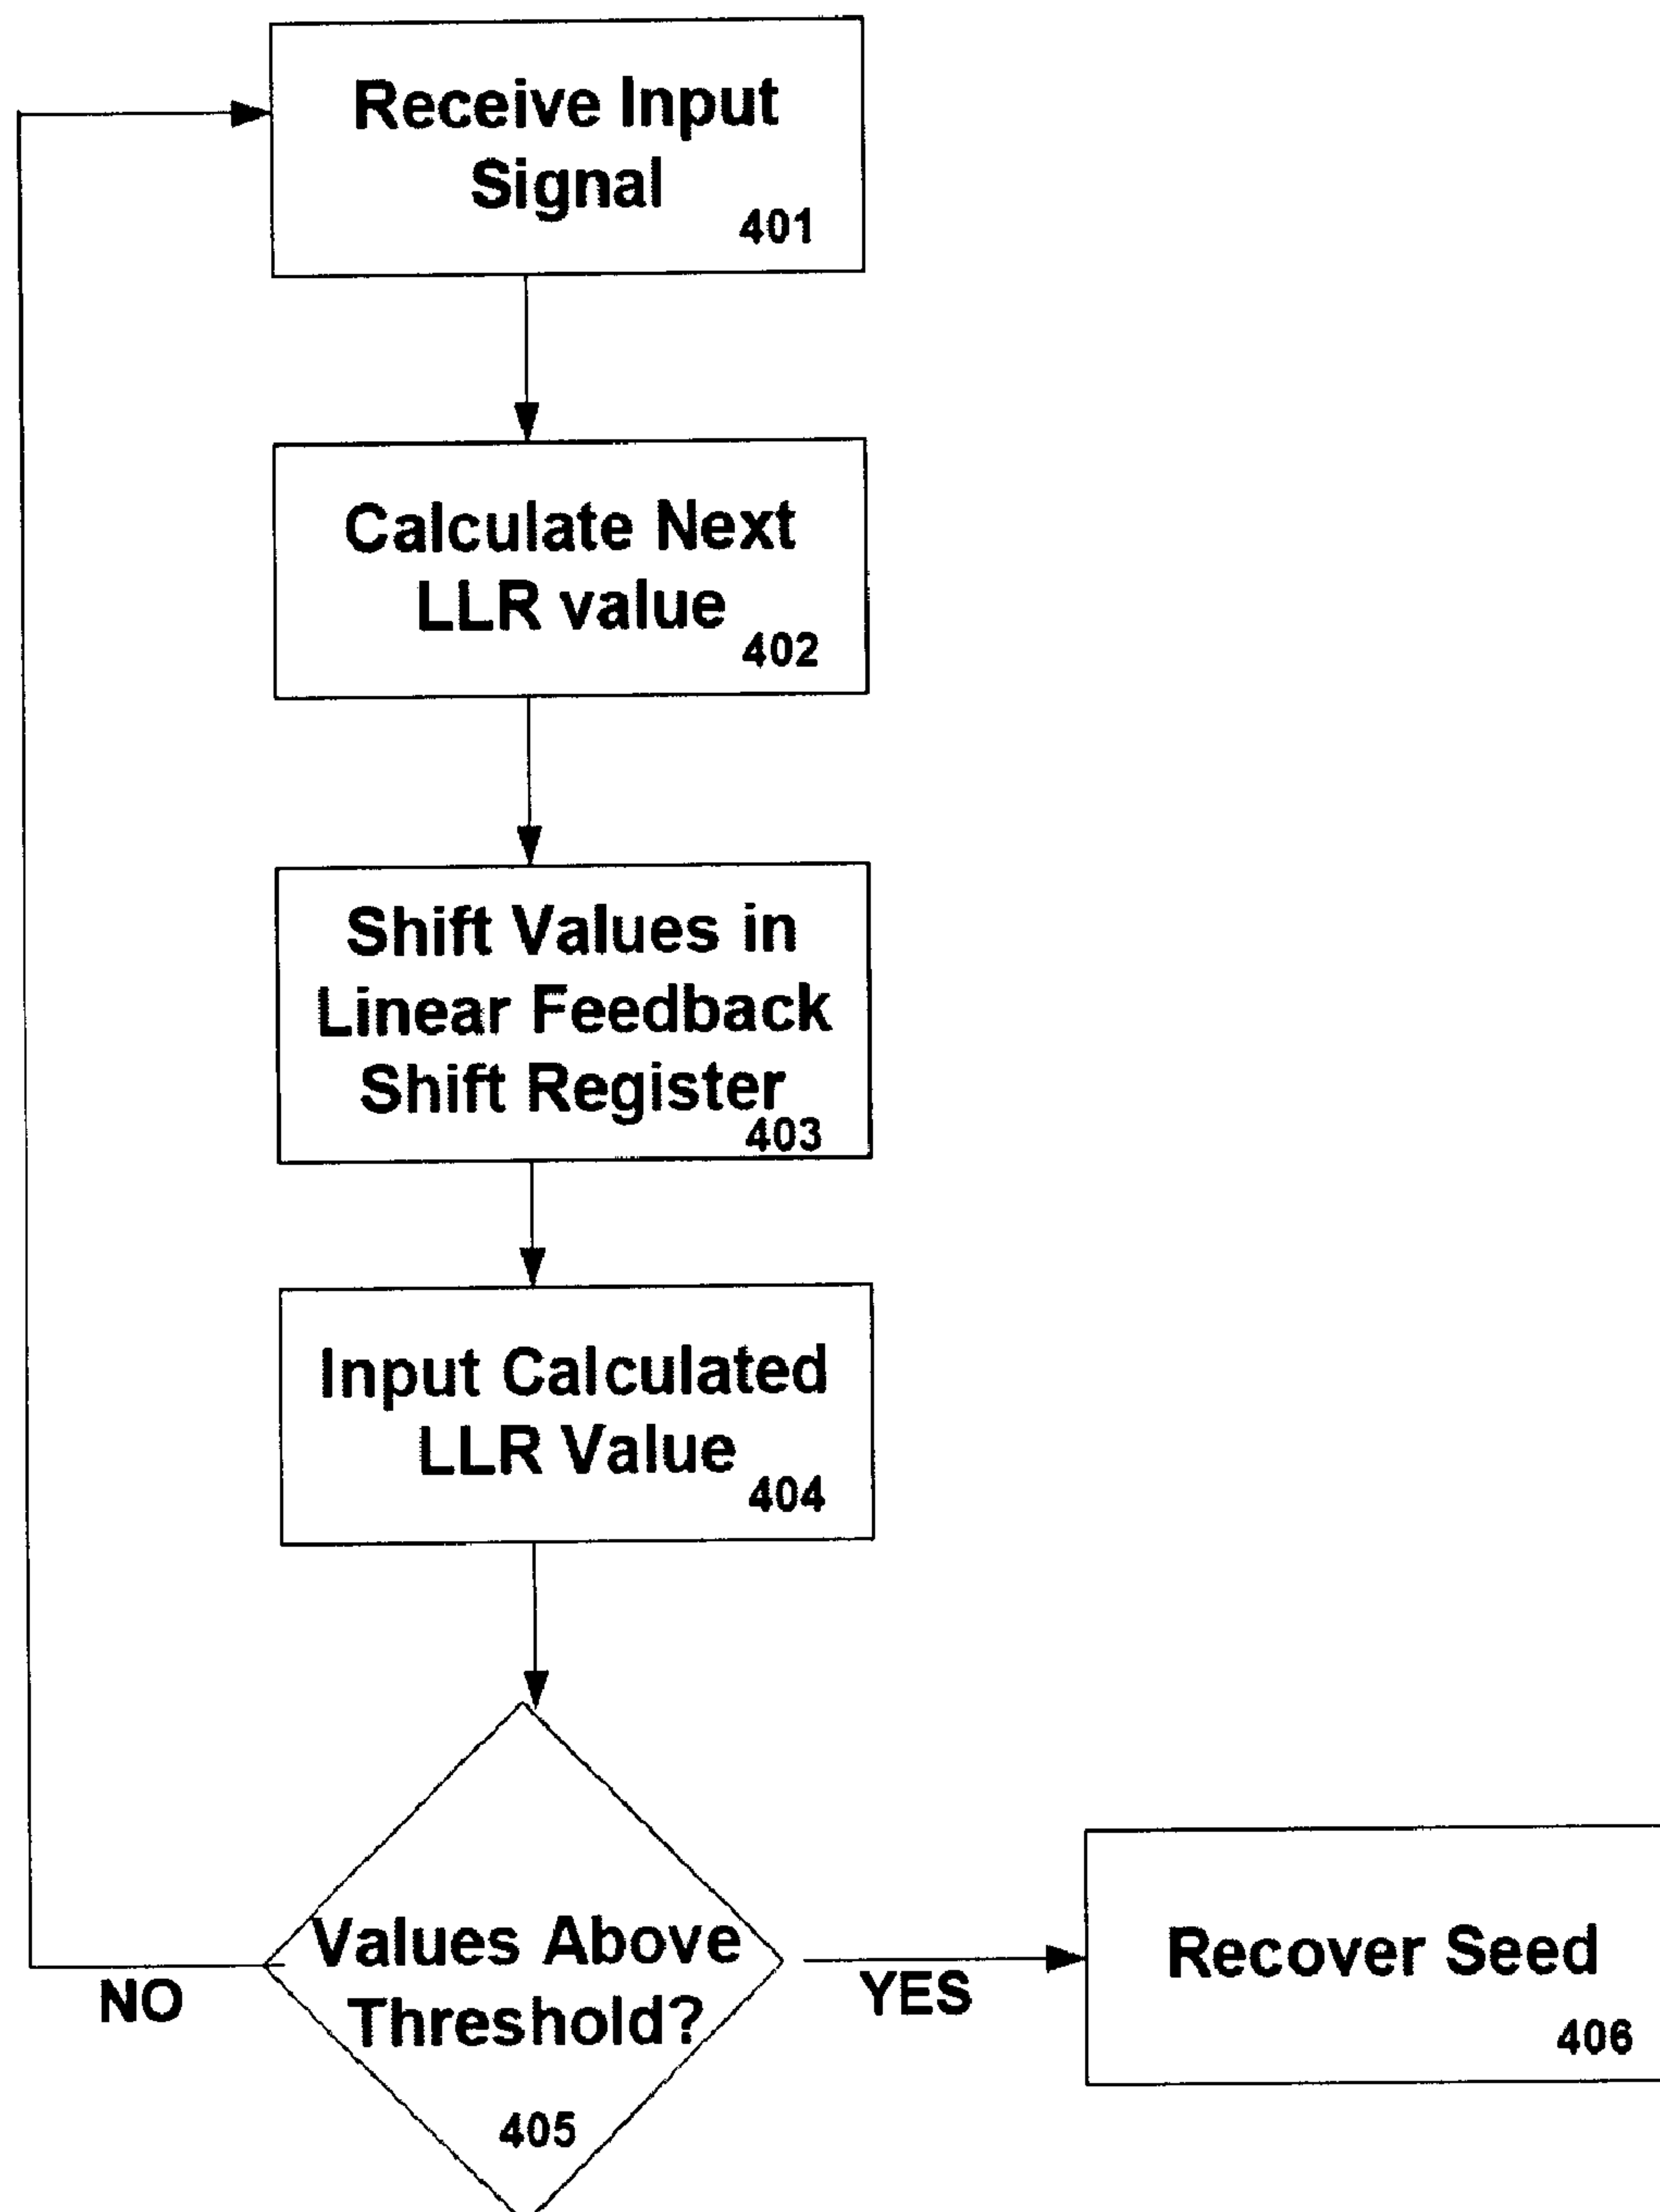 Receive Input
Signal
401
Calculate Next
LLR value
402
Shift Values in
Linear Feedback
Shift Register
403
Input Calculated
LLR Value
404
Values Above
Threshold?
405
NO
YES
Recover Seed
406